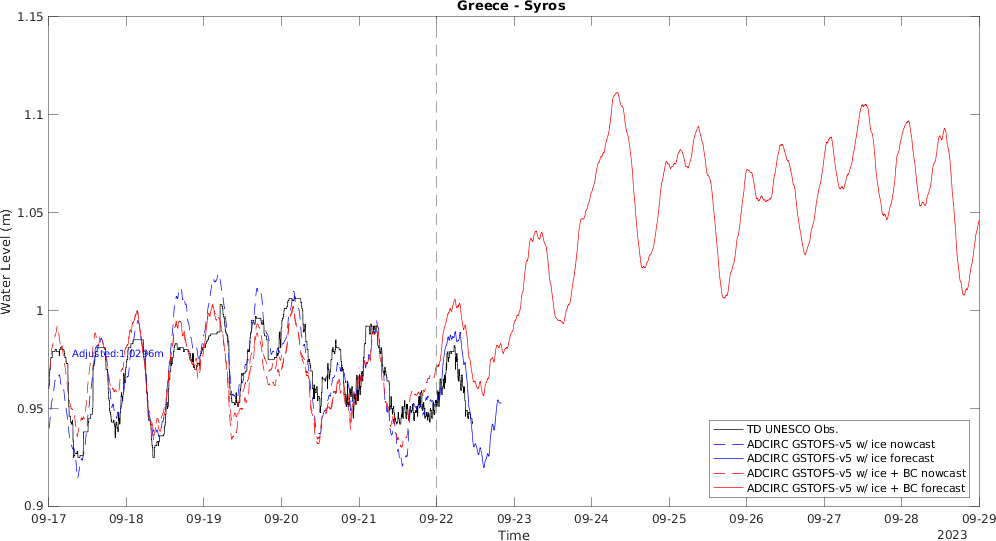 Greece - Syros
Water Level (m)
1.15
1.1
1.05
1
0.95
0.9
Adjusted:1.0296m
TD UNESCO Obs.
ADCIRC GSTOFS-v5 w/ ice nowcast
ADCIRC GSTOFS-v5 w/ ice forecast
ADCIRC GSTOFS-v5 w/ ice + BC nowcast
ADCIRC GSTOFS-v5 w/ ice + BC forecast
09-17 09-18 09-19 09-20 09-21 09-22 09-23 09-24 09-25 09-26 09-27 09-28 09-29
Time
2023